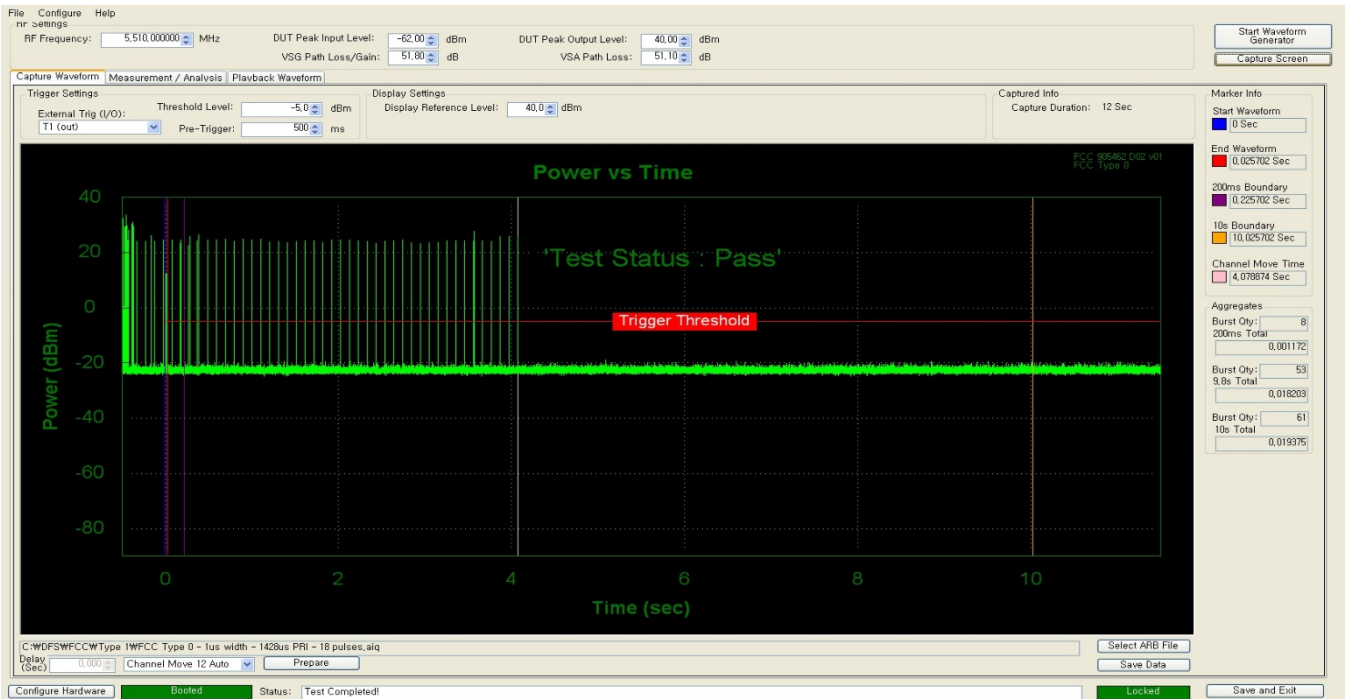 File Configure Help
RF Settings
RF Frequency: 5,510,000000 MHz DUT Peak Input Level: -62,00 dBm DUT Peak Output Level: 40,00 dBm
VSG Path Loss/Gain: 51,80 dB VSA Path Loss: 51,10 dB
Start Waveform Generator
Capture Screen
Capture Waveform Measurement / Analysis Playback Waveform
Trigger Settings
External Trig (I/O): Threshold Level: -5,0 dBm
T1 (out) Pre-Trigger: 500 ms
Display Settings
Display Reference Level: 40,0 dBm
Captured Info
Capture Duration: 12 Sec
Marker Info
Start Waveform
0 Sec
End Waveform
0,025702 Sec
200ms Boundary
0,225702 Sec
10s Boundary
10,025702 Sec
Channel Move Time
4,078874 Sec
Aggregates
Burst Qty: 8
200ms Total
0,001172
Burst Qty: 53
9,8s Total
0,018203
Burst Qty: 61
10s Total
0,019375
FCC 905462 D02 v01
FCC Type 0
Power vs Time
'Test Status : Pass'
Trigger Threshold
Power (dBm)
40
20
0
-20
-40
-60
-80
0 2 4 6 8 10
Time (sec)
C:₩DFS₩FCC₩Type 1₩FCC Type 0 - 1us width - 1428us PRI - 18 pulses,aiq
Select ARB File
Delay (Sec) 0,000 Channel Move 12 Auto Prepare
Save Data
Configure Hardware Booted Status: Test Completed! Locked Save and Exit